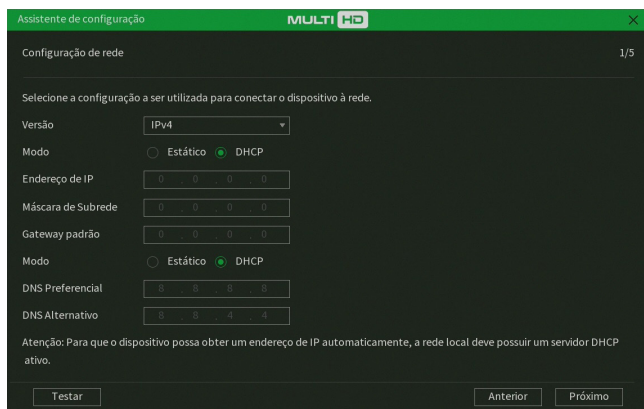 Assistente de configuração
MULTI HD
Configuração de rede 1/5
Selecione a configuração a ser utilizada para conectar o dispositivo à rede.
Versão IPv4
Modo Estático DHCP
Endereço de IP 0 . 0 . 0 . 0
Máscara de Subrede 0 . 0 . 0 . 0
Gateway padrão 0 . 0 . 0 . 0
Modo Estático DHCP
DNS Preferencial 8 . 8 . 8 . 8
DNS Alternativo 8 . 8 . 4 . 4
Atenção: Para que o dispositivo possa obter um endereço de IP automaticamente, a rede local deve possuir um servidor DHCP
ativo.
Testar Anterior Próximo